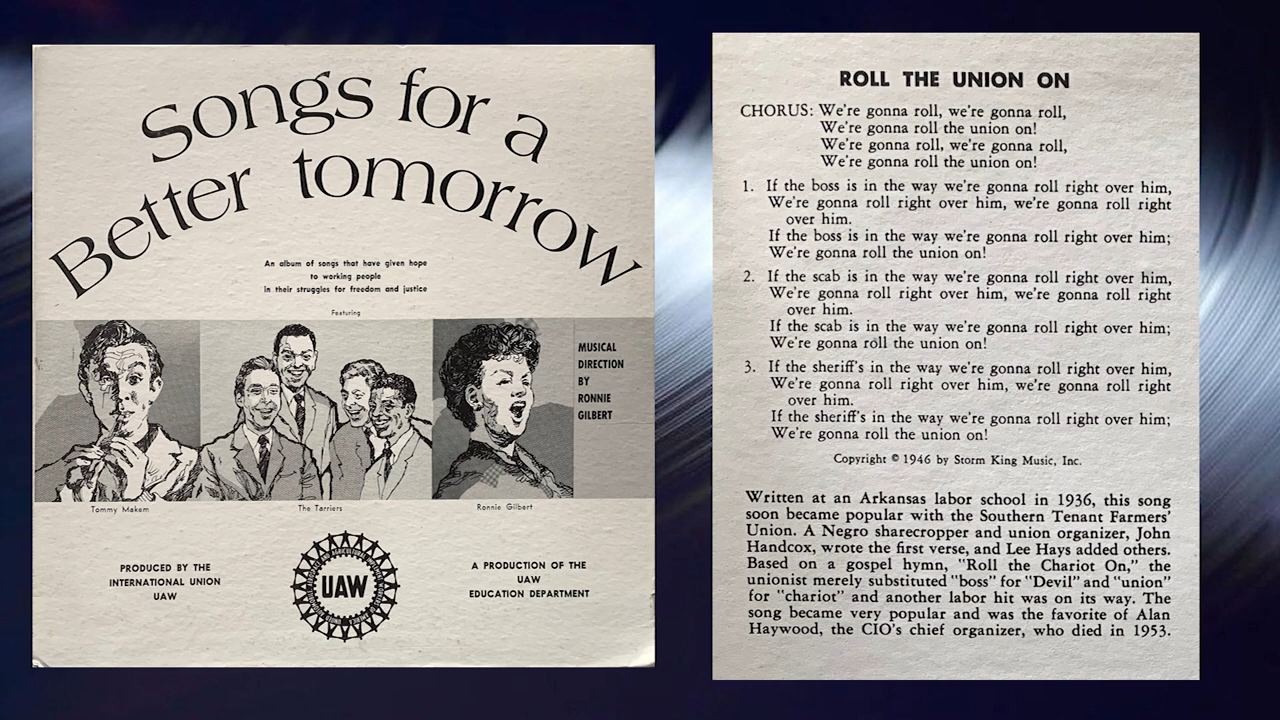 Songs for a
Better tomorrow
An album of songs that have given hope
to working people
in their struggles for freedom and justice
Featuring
MUSICAL
DIRECTION
BY
RONNIE
GILBERT
Tommy Makem
The Tarriers
Ronnie Gilbert
PRODUCED BY THE
INTERNATIONAL UNION
UAW
UAW
A PRODUCTION OF THE
UAW
EDUCATION DEPARTMENT
ROLL THE UNION ON
CHORUS: We're gonna roll, we're gonna roll,
We're gonna roll the union on!
We're gonna roll, we're gonna roll,
We're gonna roll the union on!
1. If the boss is in the way we're gonna roll right over him,
We're gonna roll right over him, we're gonna roll right
over him.
If the boss is in the way we're gonna roll right over him;
We're gonna roll the union on!
2. If the scab is in the way we're gonna roll right over him,
We're gonna roll right over him, we're gonna roll right
over him.
If the scab is in the way we're gonna roll right over him;
We're gonna roll the union on!
3. If the sheriff's in the way we're gonna roll right over him,
We're gonna roll right over him, we're gonna roll right
over him.
If the sheriff's in the way we're gonna roll right over him;
We're gonna roll the union on!
Copyright © 1946 by Storm King Music, Inc.
Written at an Arkansas labor school in 1936, this song
soon became popular with the Southern Tenant Farmers'
Union. A Negro sharecropper and union organizer, John
Handcox, wrote the first verse, and Lee Hays added others.
Based on a gospel hymn, "Roll the Chariot On," the
unionist merely substituted "boss" for "Devil" and "union"
for "chariot" and another labor hit was on its way. The
song became very popular and was the favorite of Alan
Haywood, the CIO's chief organizer, who died in 1953.